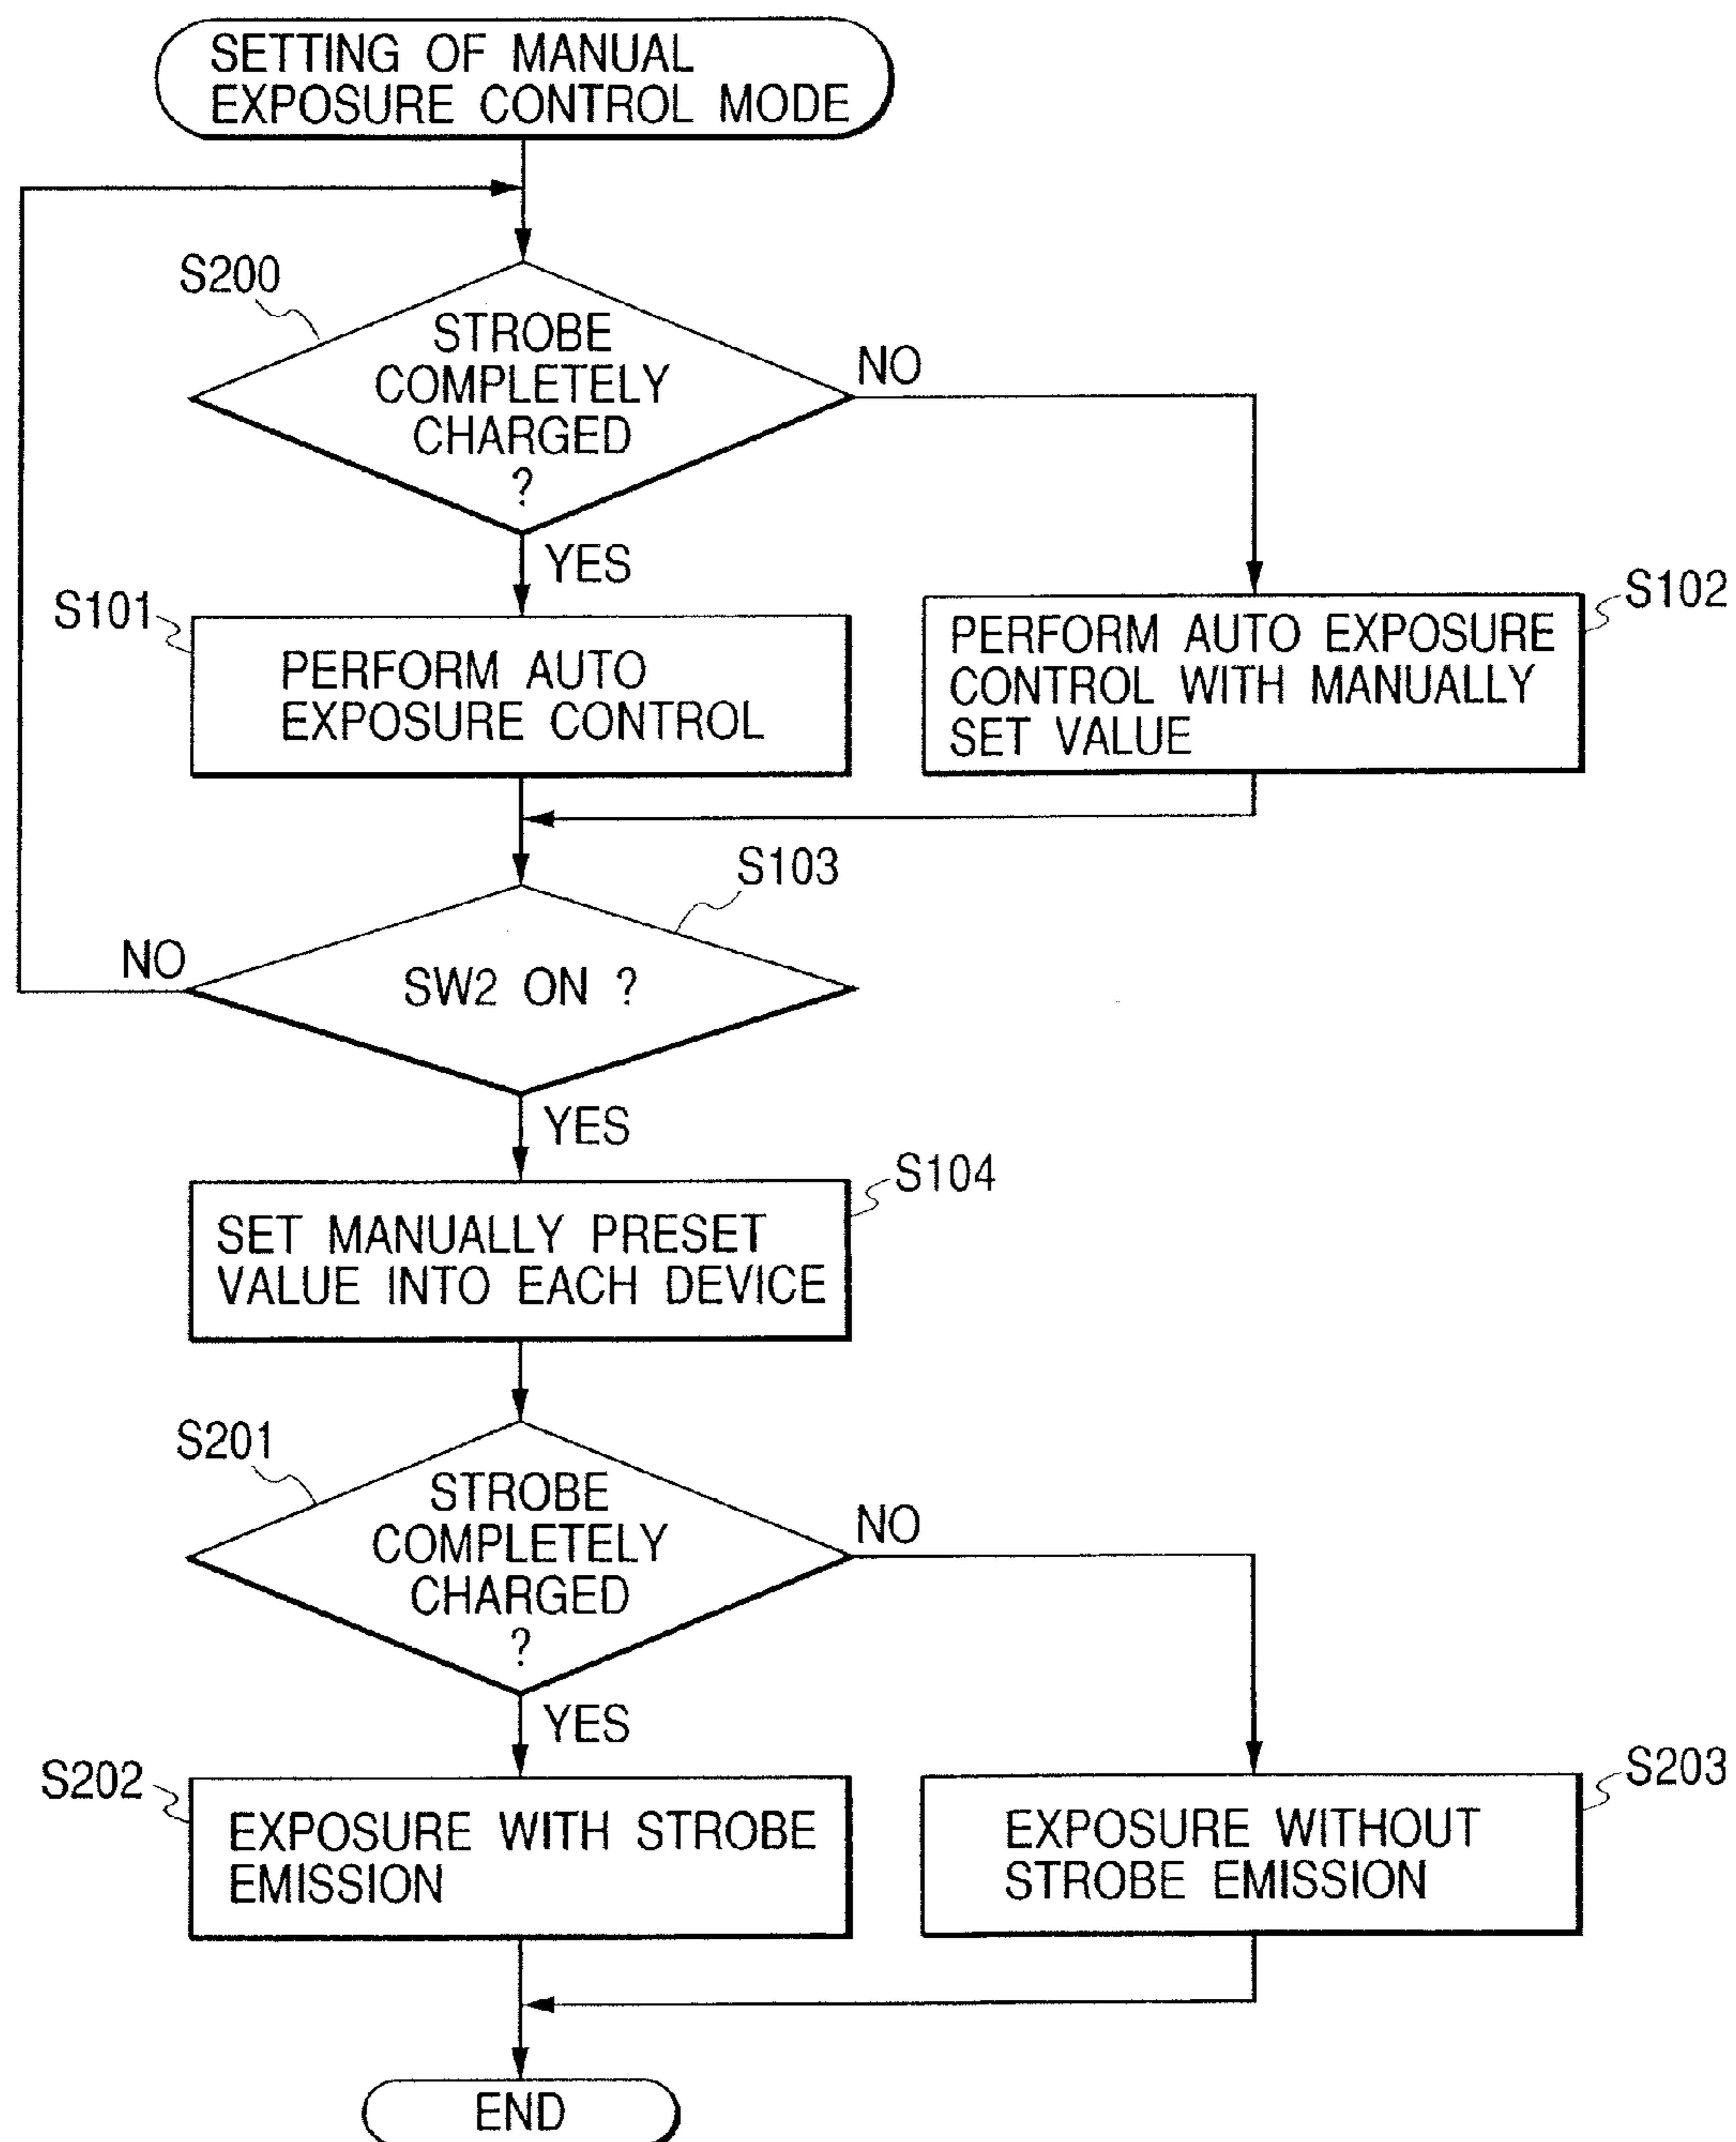 SETTING OF MANUAL
EXPOSURE CONTROL MODE
S200
STROBE
COMPLETELY
CHARGED
?
NO
YES
S101
PERFORM AUTO
EXPOSURE CONTROL
S102
PERFORM AUTO EXPOSURE
CONTROL WITH MANUALLY
SET VALUE
S103
NO
SW2 ON ?
YES
S104
SET MANUALLY PRESET
VALUE INTO EACH DEVICE
S201
STROBE
COMPLETELY
CHARGED
?
NO
YES
S202
EXPOSURE WITH STROBE
EMISSION
S203
EXPOSURE WITHOUT
STROBE EMISSION
END